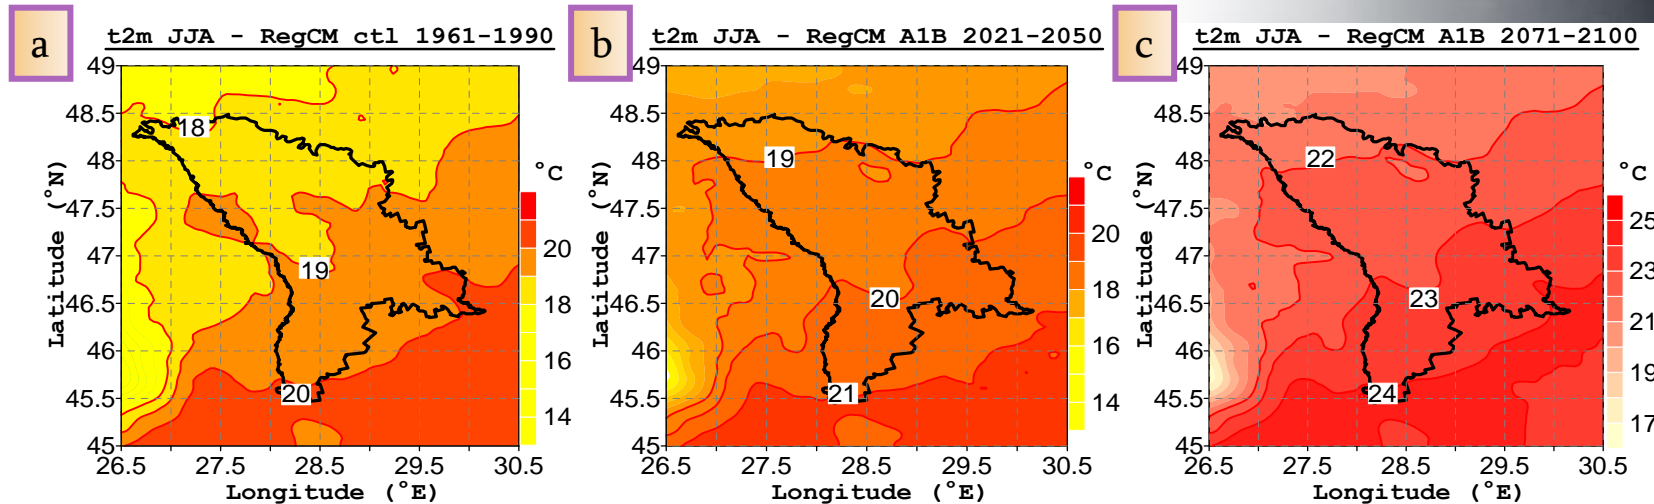 a
t2m JJA - RegCM ctl 1961-1990
49
48.5
48
47.5
47
46.5
46
45.5
45
26.5 27.5 28.5 29.5 30.5
Latitude (°N)
Longitude (°E)
18
19
20
°C
20
18
16
14
b
t2m JJA - RegCM A1B 2021-2050
49
48.5
48
47.5
47
46.5
46
45.5
45
26.5 27.5 28.5 29.5 30.5
Latitude (°N)
Longitude (°E)
19
20
21
°C
20
18
16
14
c
t2m JJA - RegCM A1B 2071-2100
49
48.5
48
47.5
47
46.5
46
45.5
45
26.5 27.5 28.5 29.5 30.5
Latitude (°N)
Longitude (°E)
22
23
24
°C
25
23
21
19
17